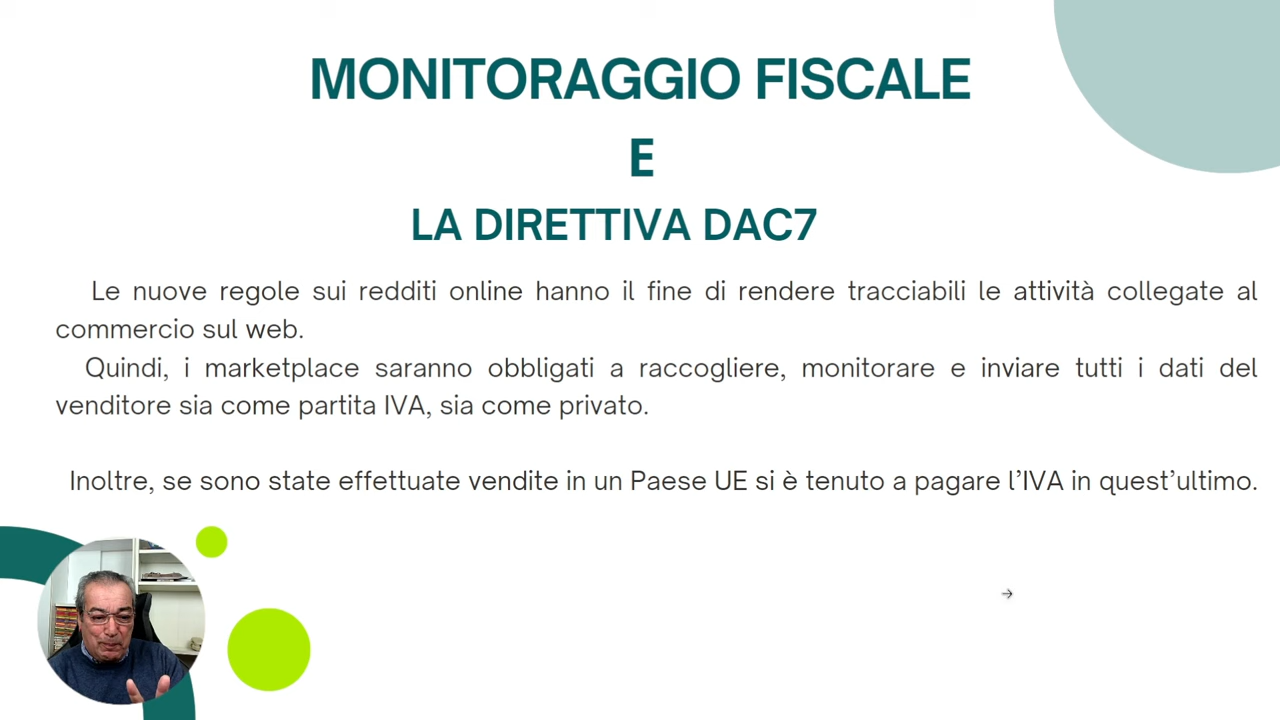 MONITORAGGIO FISCALE
E
LA DIRETTIVA DAC7
Le nuove regole sui redditi online hanno il fine di rendere tracciabili le attività collegate al
commercio sul web.
Quindi, i marketplace saranno obbligati a raccogliere, monitorare e inviare tutti i dati del
venditore sia come partita IVA, sia come privato.
Inoltre, se sono state effettuate vendite in un Paese UE si è tenuto a pagare l’IVA in quest’ultimo.